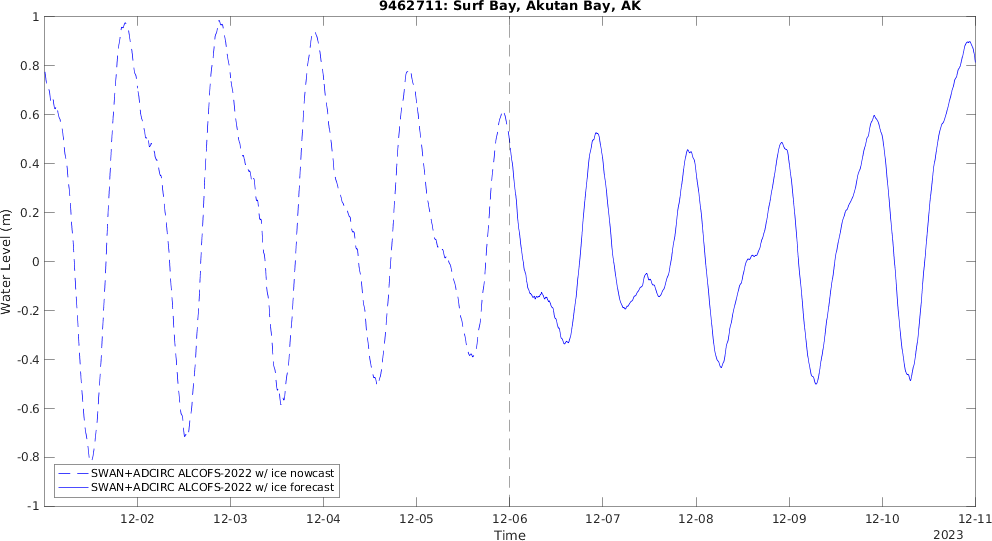 9462711: Surf Bay, Akutan Bay, AK
1
0.8
0.6
0.4
0.2
0
-0.2
-0.4
-0.6
-0.8
-1
Water Level (m)
SWAN+ADCIRC ALCOFS-2022 w/ ice nowcast
SWAN+ADCIRC ALCOFS-2022 w/ ice forecast
12-02 12-03 12-04 12-05 12-06 12-07 12-08 12-09 12-10 12-11
Time
2023